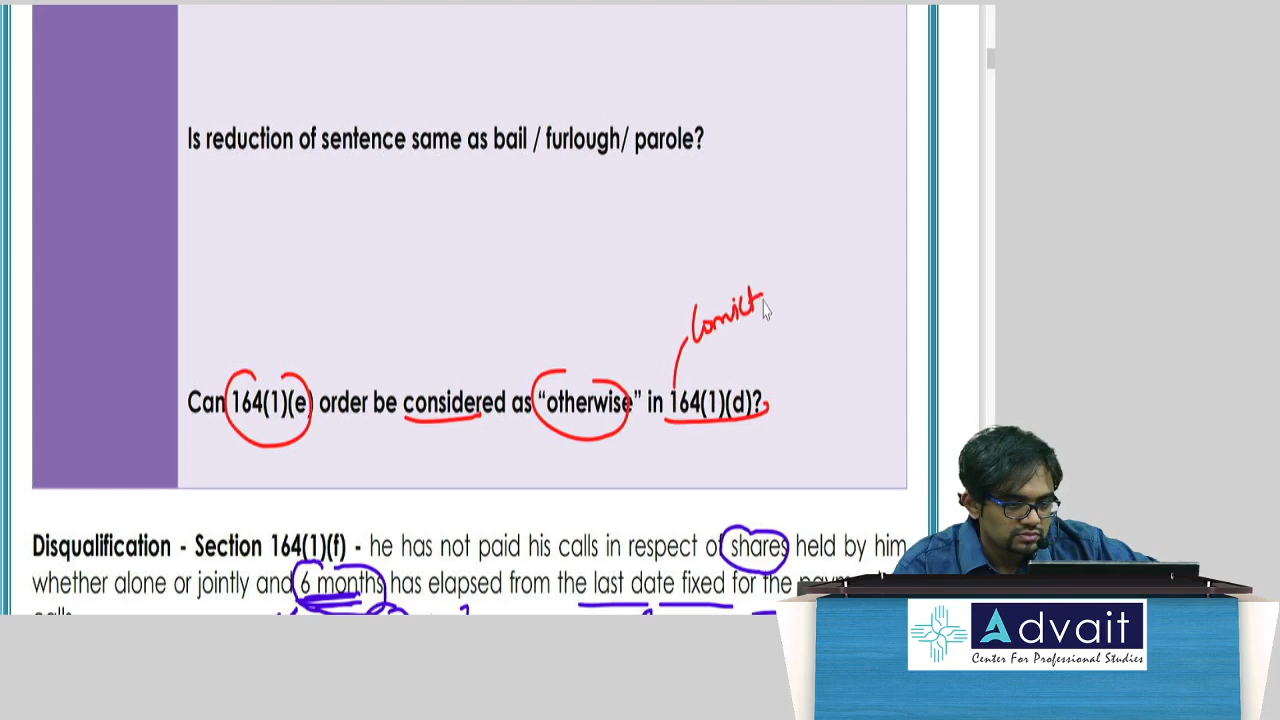 Is reduction of sentence same as bail / furlough/ parole?
Convict
Can 164(1)(e) order be considered as “otherwise” in 164(1)(d)?
Disqualification - Section 164(1)(f) - he has not paid his calls in respect of shares held by him
whether alone or jointly and 6 months has elapsed from the last date fixed for the
Advait
Center For Professional Studies